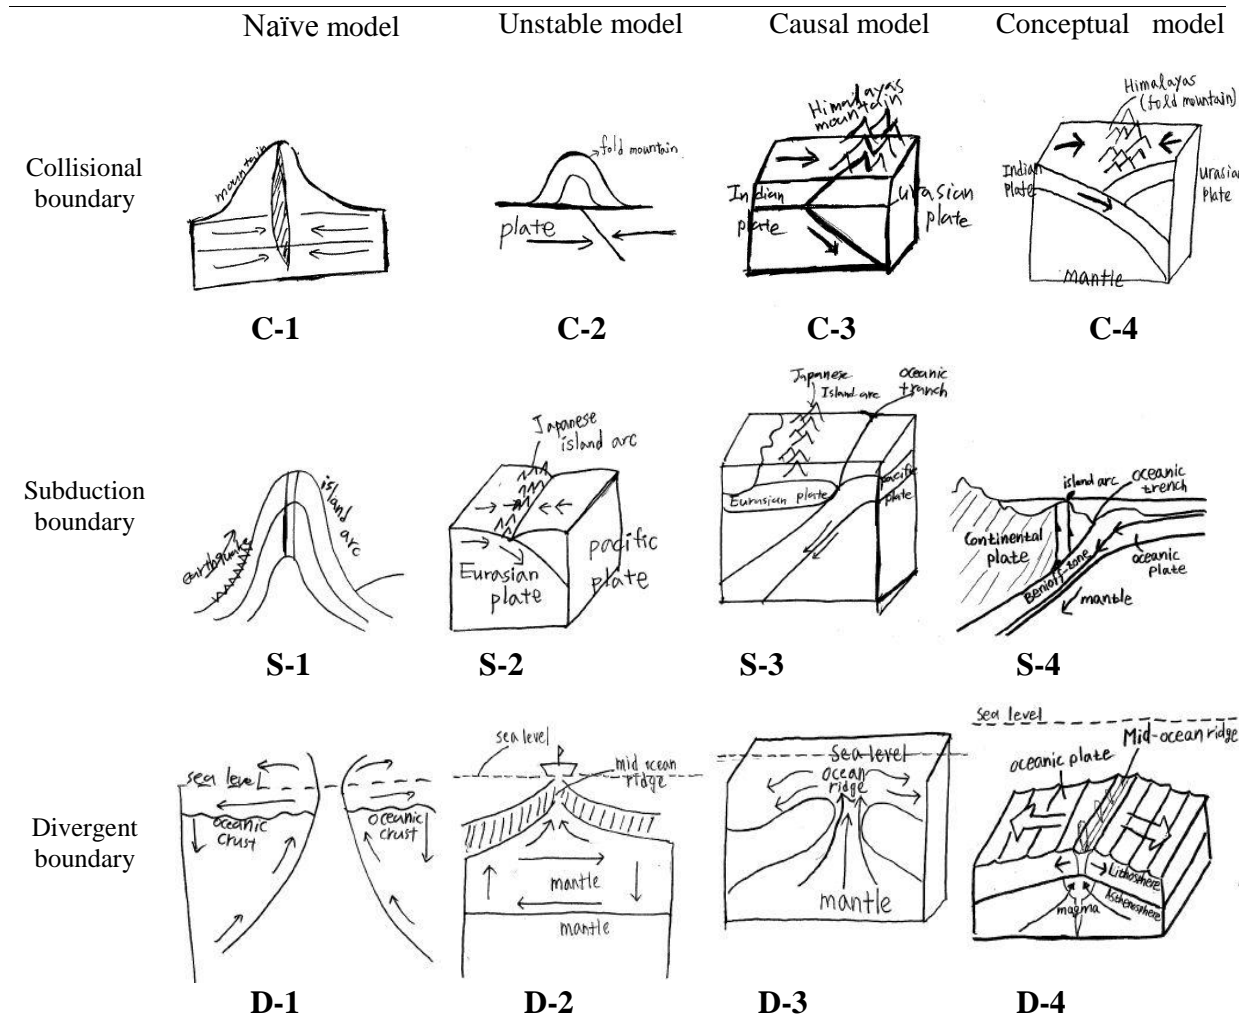 Naïve model Unstable model Causal model Conceptual model
Collisional
boundary
mountain
fold mountain
plate
Himalayas
mountain
Indian
plate
urasian
plate
Himalayas
(fold mountain)
Indian
plate
urasian
plate
mantle
C-1 C-2 C-3 C-4
Subduction
boundary
earthquake
island arc
Japanese
island arc
Eurasian
plate
pacific
plate
Japanese
Island arc
oceanic
tranch
Eurasian plate
pacific
plate
island arc
oceanic
trench
Continental
plate
Benioff-zone
oceanic
plate
mantle
S-1 S-2 S-3 S-4
Divergent
boundary
sea level
oceanic
crust
oceanic
crust
sea level
mid ocean
ridge
mantle
mantle
sea level
ocean
ridge
mantle
sea level
Mid-ocean ridge
oceanic plate
Lithosphere
Asthenosphere
magma
D-1 D-2 D-3 D-4